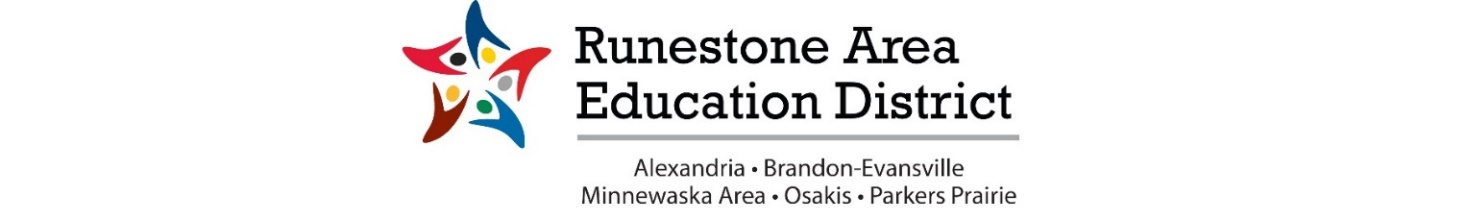 Runestone Area
Education District
Alexandria • Brandon-Evansville
Minnewaska Area • Osakis • Parkers Prairie